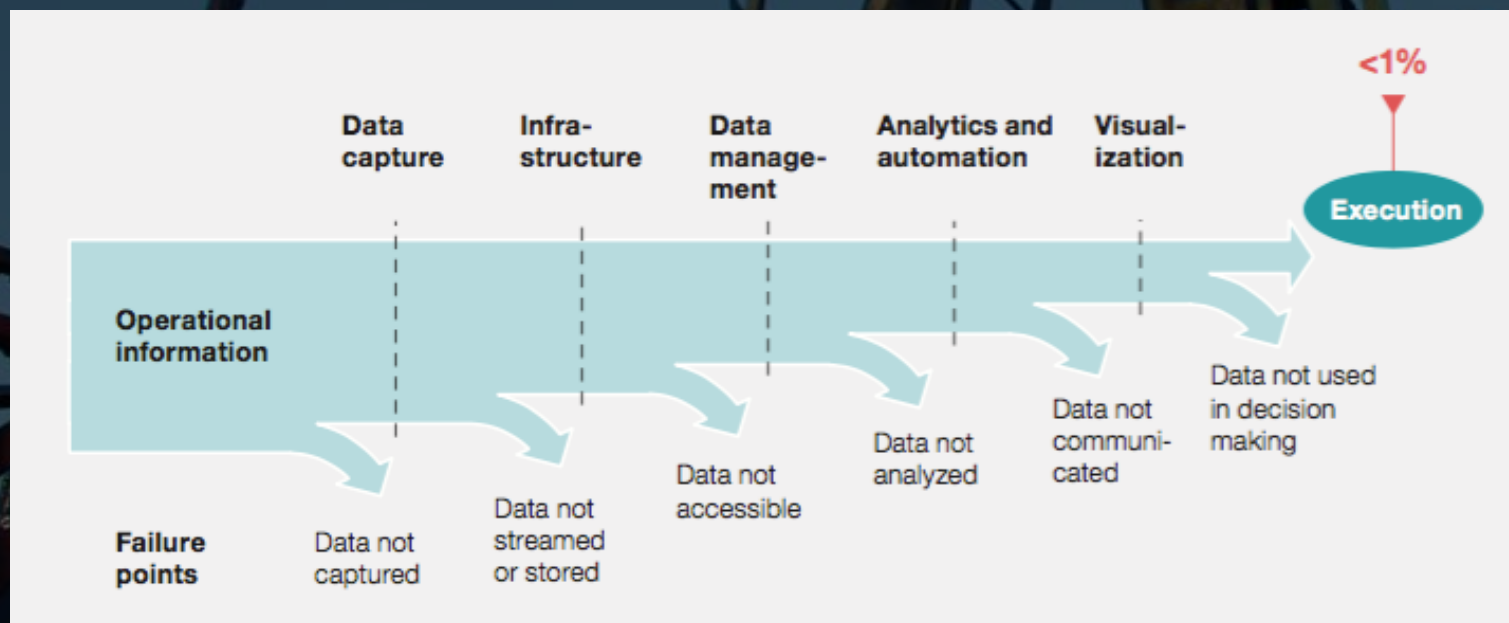 <1%
Data
capture
Infra-
structure
Data
manage-
ment
Analytics and
automation
Visual-
ization
Execution
Operational
information
Failure
points
Data not
captured
Data not
streamed
or stored
Data not
accessible
Data not
analyzed
Data not
communi-
cated
Data not used
in decision
making